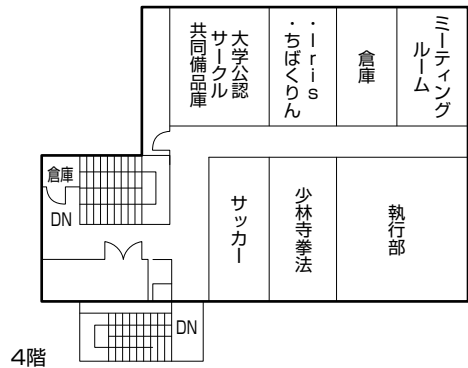 大学公認
サークル
共同備品庫
・Iris
・ちばくりん
倉庫
ミーティング
ルーム
倉庫
DN
サッカー
少林寺拳法
執行部
DN
4階